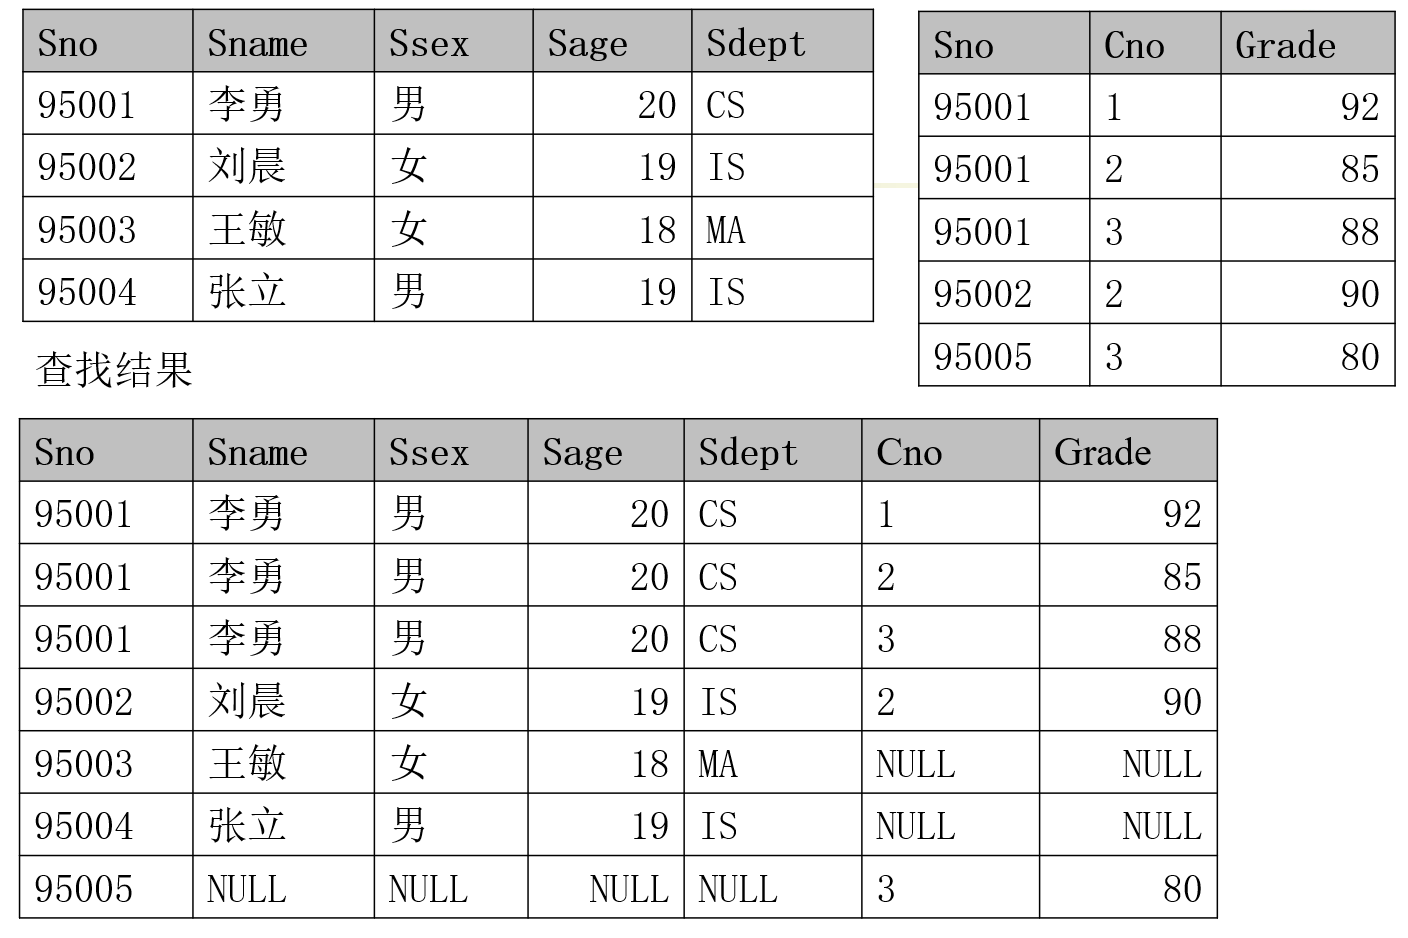 Sno Sname Ssex Sage Sdept
95001 李勇 男 20 CS
95002 刘晨 女 19 IS
95003 王敏 女 18 MA
95004 张立 男 19 IS
Sno Cno Grade
95001 1 92
95001 2 85
95001 3 88
95002 2 90
95005 3 80
查找结果
Sno Sname Ssex Sage Sdept Cno Grade
95001 李勇 男 20 CS 1 92
95001 李勇 男 20 CS 2 85
95001 李勇 男 20 CS 3 88
95002 刘晨 女 19 IS 2 90
95003 王敏 女 18 MA NULL NULL
95004 张立 男 19 IS NULL NULL
95005 NULL NULL NULL NULL 3 80